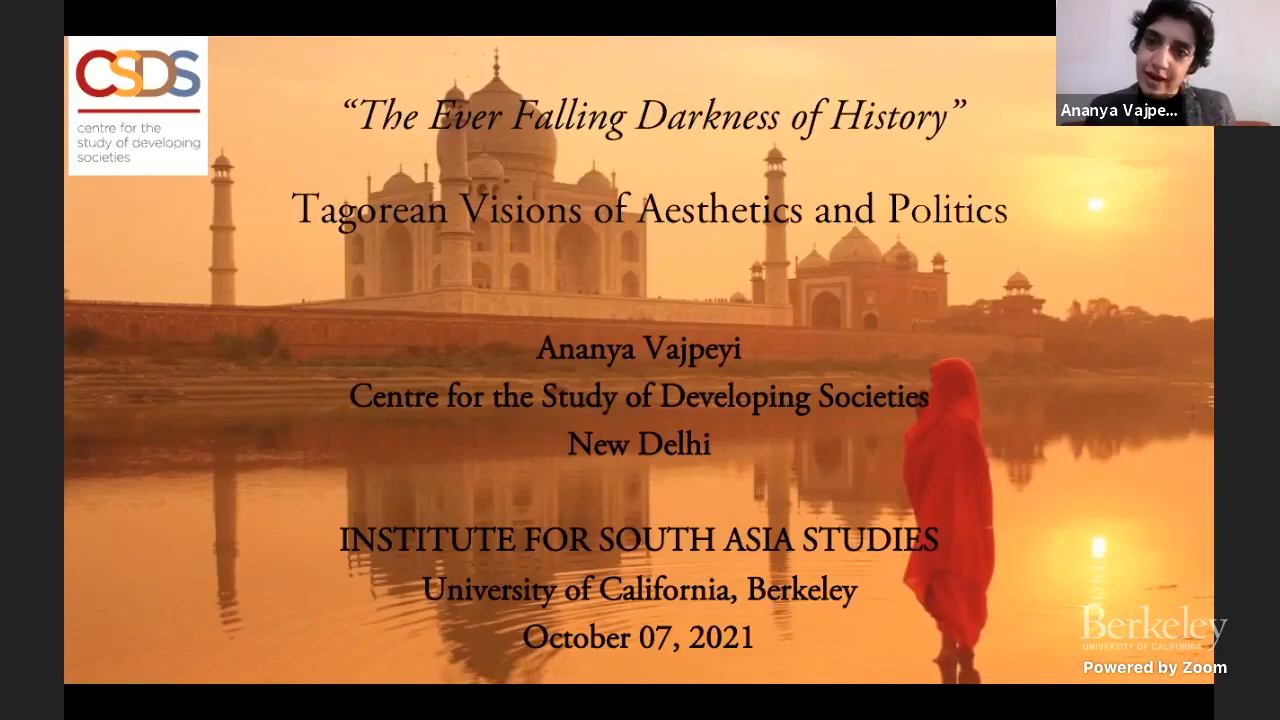 CSDS
centre for the
study of developing
societies
“The Ever Falling Darkness of History”
Tagorean Visions of Aesthetics and Politics
Ananya Vajpe...
Ananya Vajpeyi
Centre for the Study of Developing Societies
New Delhi
INSTITUTE FOR SOUTH ASIA STUDIES
University of California, Berkeley
October 07, 2021
Berkeley
UNIVERSITY OF CALIFORNIA
Powered by Zoom